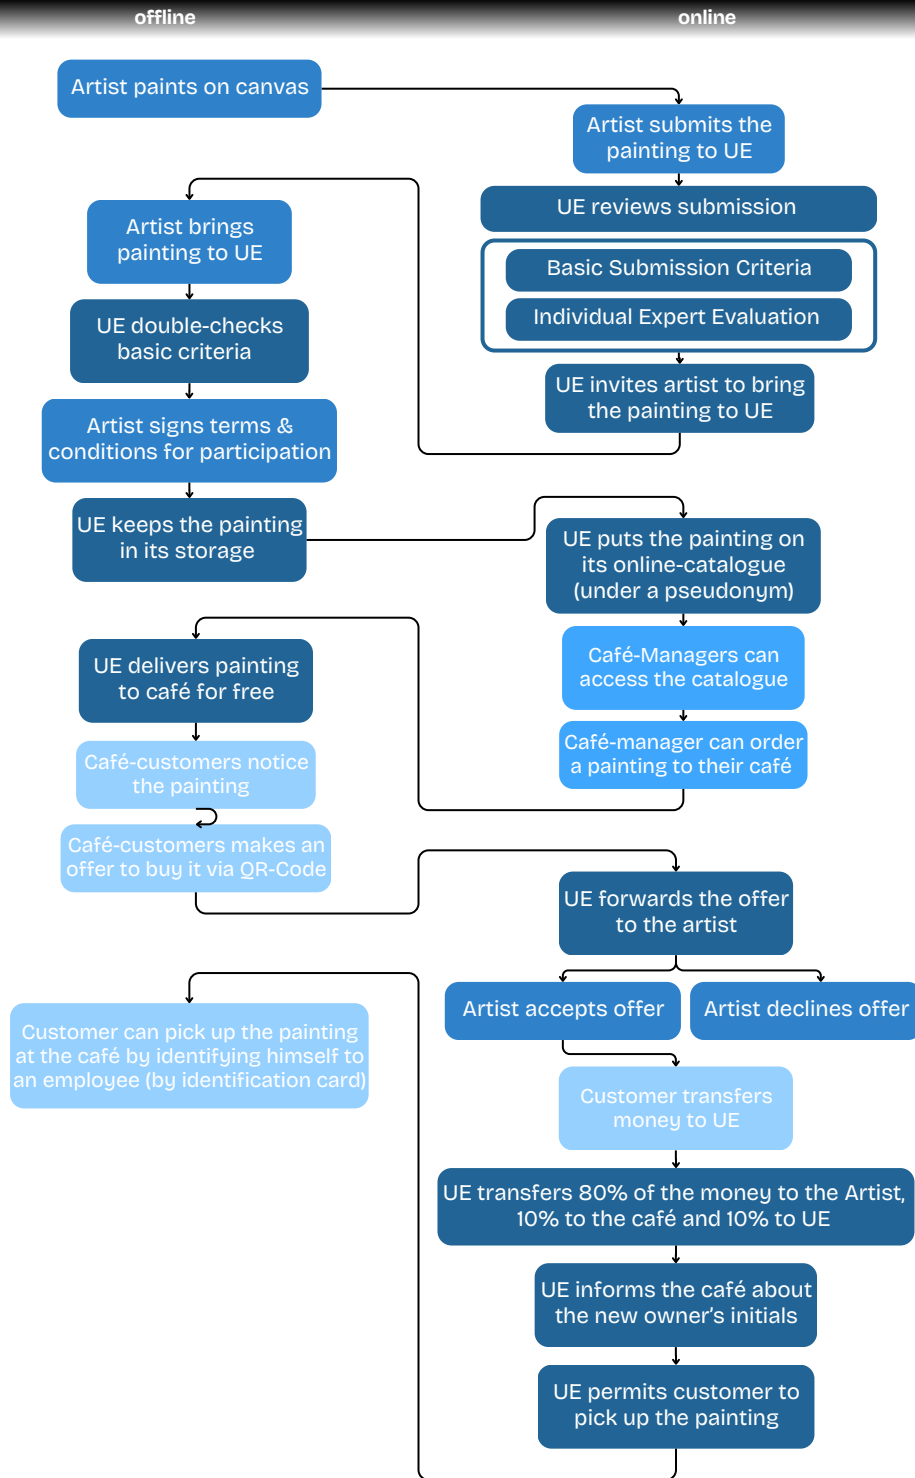 offline
online
Artist paints on canvas
Artist submits the
painting to UE
UE reviews submission
Basic Submission Criteria
Individual Expert Evaluation
UE invites artist to bring
the painting to UE
Artist brings
painting to UE
UE double-checks
basic criteria
Artist signs terms &
conditions for participation
UE keeps the painting
in its storage
UE puts the painting on
its online-catalogue
(under a pseudonym)
Café-Managers can
access the catalogue
Café-manager can order
a painting to their café
UE delivers painting
to café for free
Café-customers notice
the painting
Café-customers makes an
offer to buy it via QR-Code
UE forwards the offer
to the artist
Artist accepts offer
Artist declines offer
Customer transfers
money to UE
UE transfers 80% of the money to the Artist,
10% to the café and 10% to UE
UE informs the café about
the new owner's initials
UE permits customer to
pick up the painting
Customer can pick up the painting
at the café by identifying himself to
an employee (by identification card)